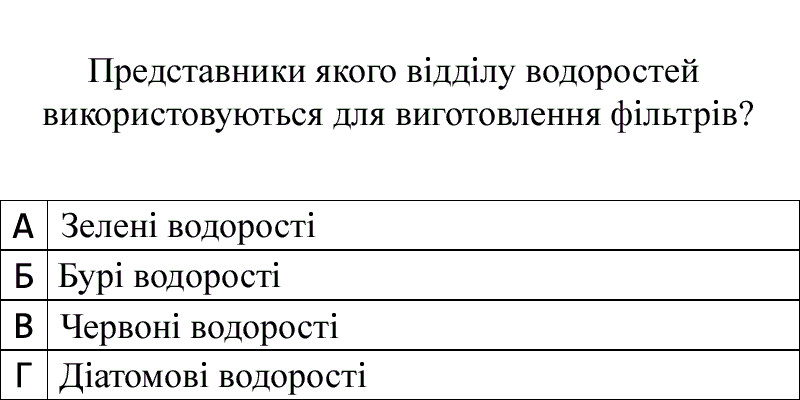 Представники якого відділу водоростей
використовуються для виготовлення фільтрів?
А Зелені водорості
Б Бурі водорості
В Червоні водорості
Г Діатомові водорості